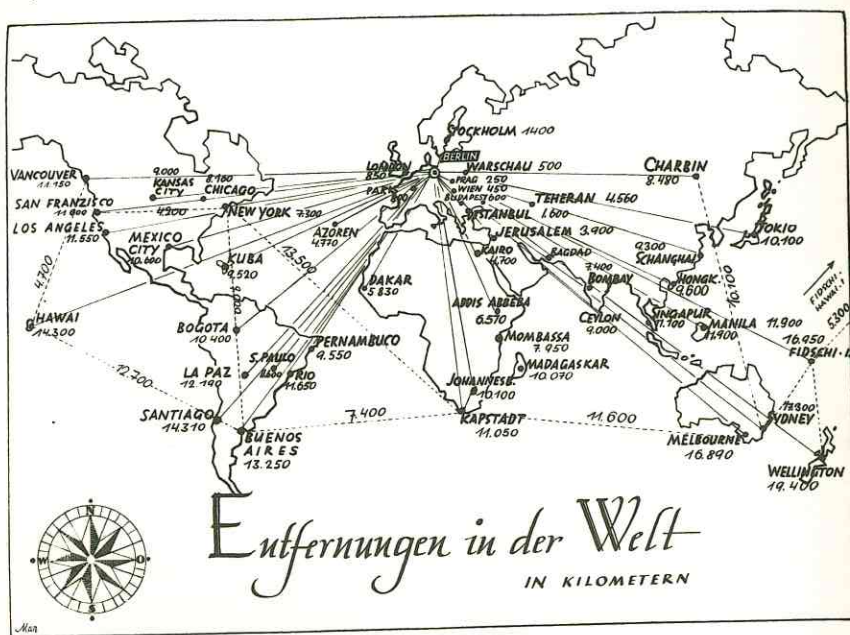 STOCKHOLM 1400
BERLIN
LONDON
850
WARSCHAU 500
PRAG 250
WIEN 450
BUDAPEST 600
PARIS
800
VANCOUVER
11.150
9.000
KANSAS
CITY
8.160
CHICAGO
CHARBIN
8.480
SAN FRANZISCO
11.900
4.200
NEW YORK 7.300
TEHERAN 4.560
ISTANBUL 1.600
LOS ANGELES
11.550
AZOREN
4.770
JERUSALEM 3.900
TOKIO
10.100
MEXICO
CITY
10.600
13.500
KAIRO
4.700
BAGDAD
9.300
SCHANGHAI
KUBA
9.520
4.700
DAKAR
5.830
7.400
BOMBAY
HONGK.
9.600
10.100
FIDSCHI-
HAWAI-I
5.300
HAWAI
14.300
ADDIS ABBEBA
6.570
CEYLON
9.000
SINGAPUR
11.100
MANILA 11.900
11.900
BOGOTA
10.400
PERNAMBUCO
9.550
MOMBASSA
7.950
16.950
FIDSCHI-I.
12.700
LA PAZ
12.190
S. PAULO
RIO
11.650
MADAGASKAR
10.070
JOHANNESB.
10.100
SANTIAGO
14.310
7.400
KAPSTADT
11.050
11.600
SYDNEY
BUENOS
AIRES
13.250
MELBOURNE
16.890
WELLINGTON
19.400
N
W
O
S
Entfernungen in der Welt
IN KILOMETERN